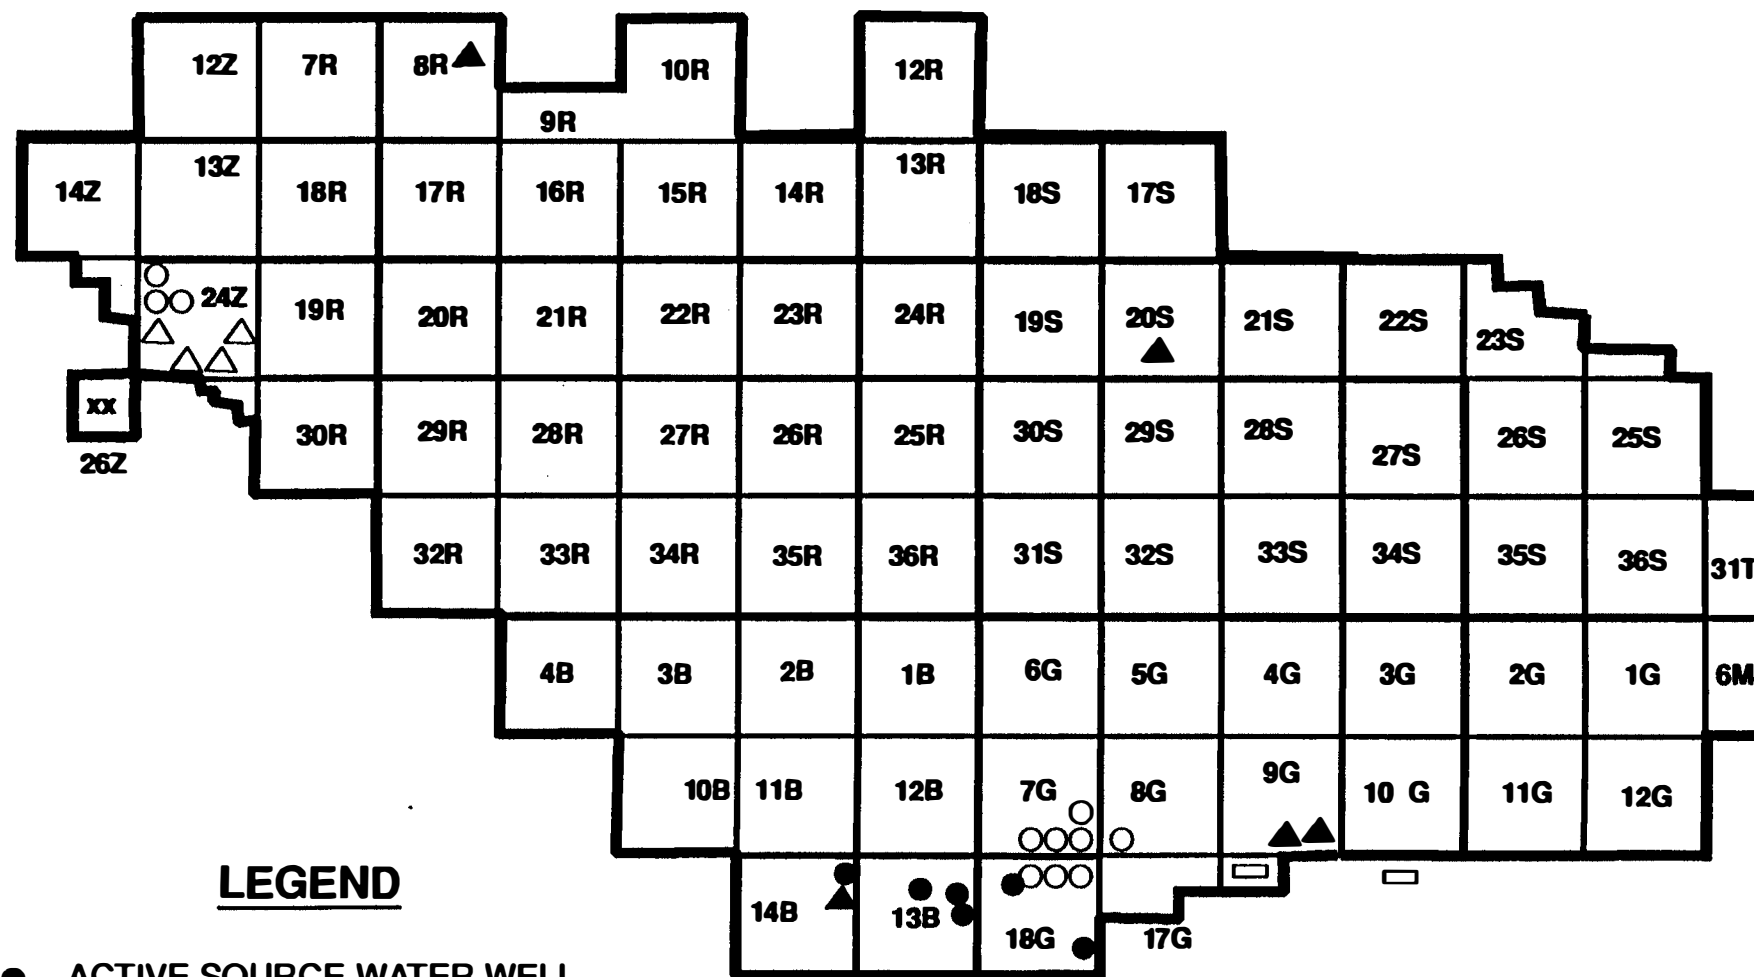 12Z 7R 8R 10R 12R
9R
14Z 13Z 18R 17R 16R 15R 14R 13R 18S 17S
24Z 19R 20R 21R 22R 23R 24R 19S 20S 21S 22S 23S
xx 30R 29R 28R 27R 26R 25R 30S 29S 28S 27S 26S 25S
26Z
32R 33R 34R 35R 36R 31S 32S 33S 34S 35S 36S 31T
4B 3B 2B 1B 6G 5G 4G 3G 2G 1G 6M
10B 11B 12B 7G 8G 9G 10 G 11G 12G
14B 13B 18G 17G
LEGEND
ACTIVE SOURCE WATER WELL